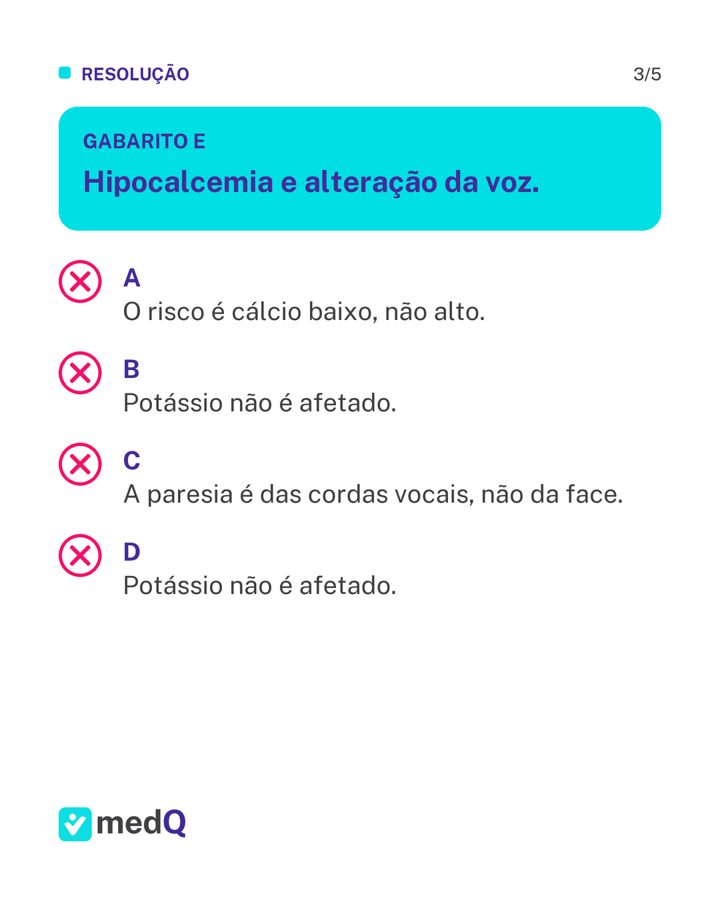 RESOLUÇÃO
3/5
GABARITO E
Hipocalcemia e alteração da voz.
A
O risco é cálcio baixo, não alto.
B
Potássio não é afetado.
C
A paresia é das cordas vocais, não da face.
D
Potássio não é afetado.
medQ